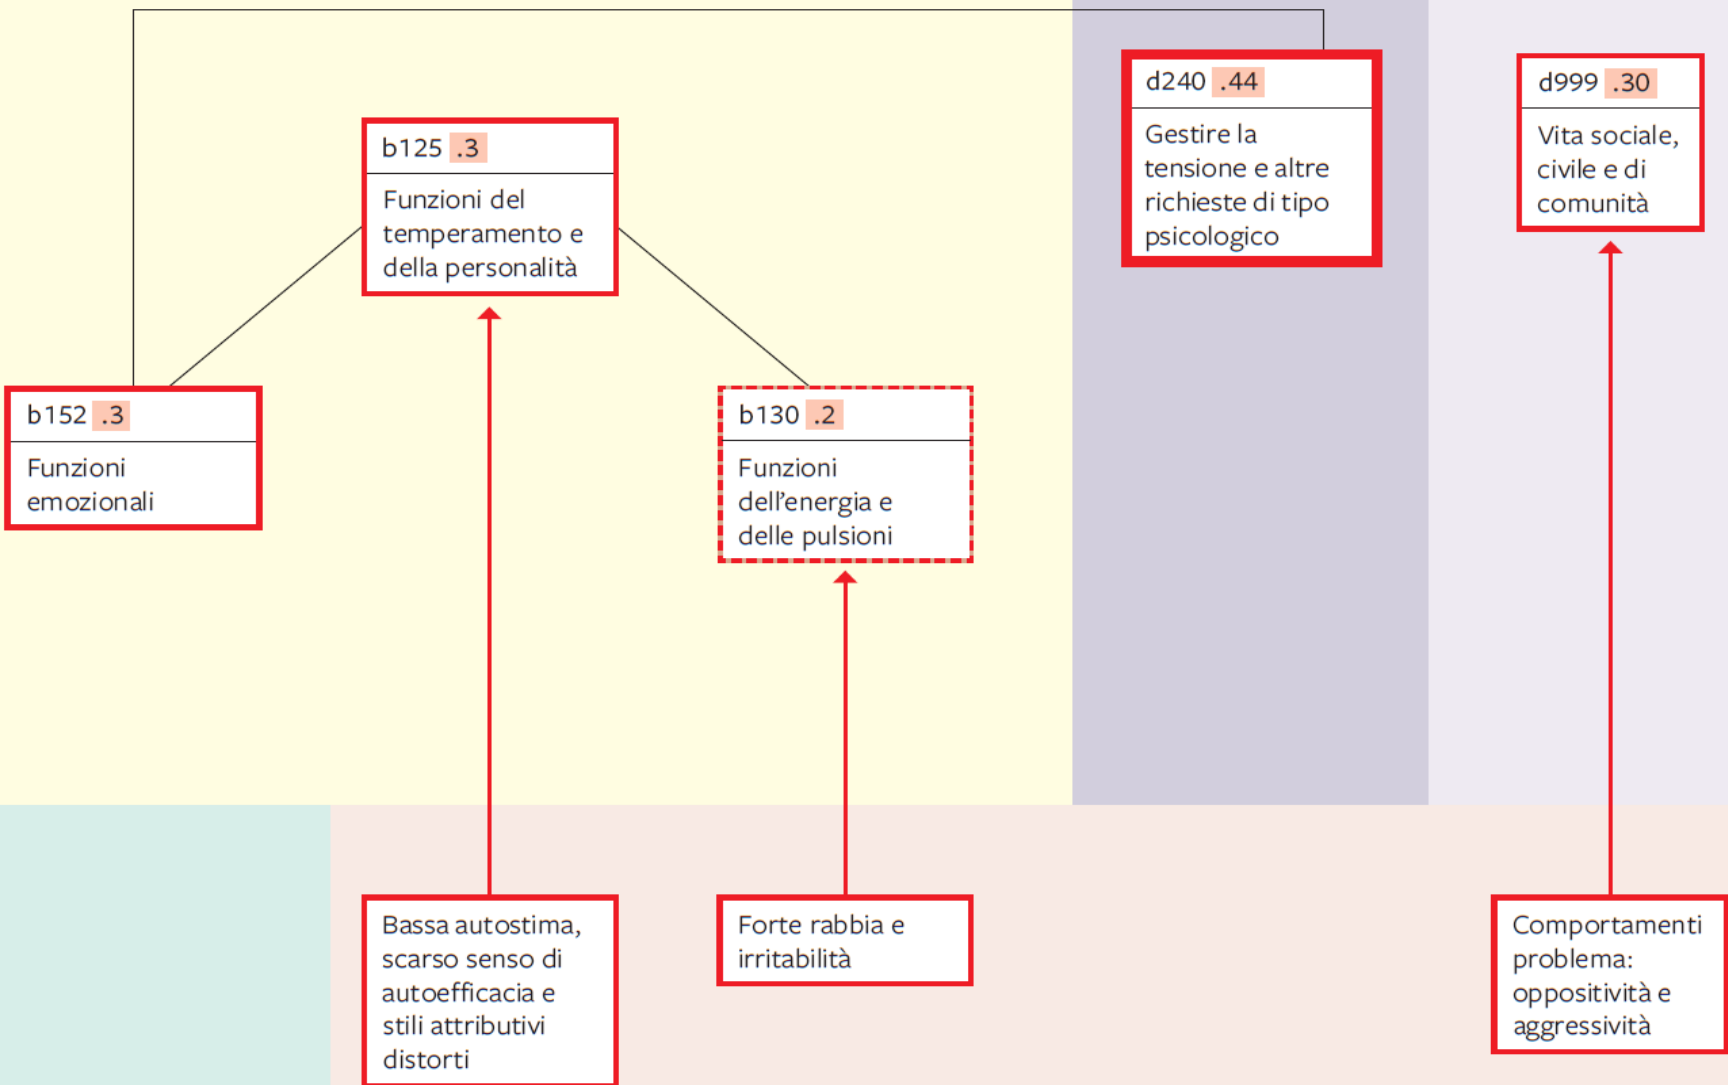 d240 .44
Gestire la
tensione e altre
richieste di tipo
psicologico
d999 .30
Vita sociale,
civile e di
comunità
b125 .3
Funzioni del
temperamento e
della personalità
b152 .3
Funzioni
emozionali
b130 .2
Funzioni
dell’energia e
delle pulsioni
Bassa autostima,
scarso senso di
autoefficacia e
stili attributivi
distorti
Forte rabbia e
irritabilità
Comportamenti
problema:
oppositività e
aggressività